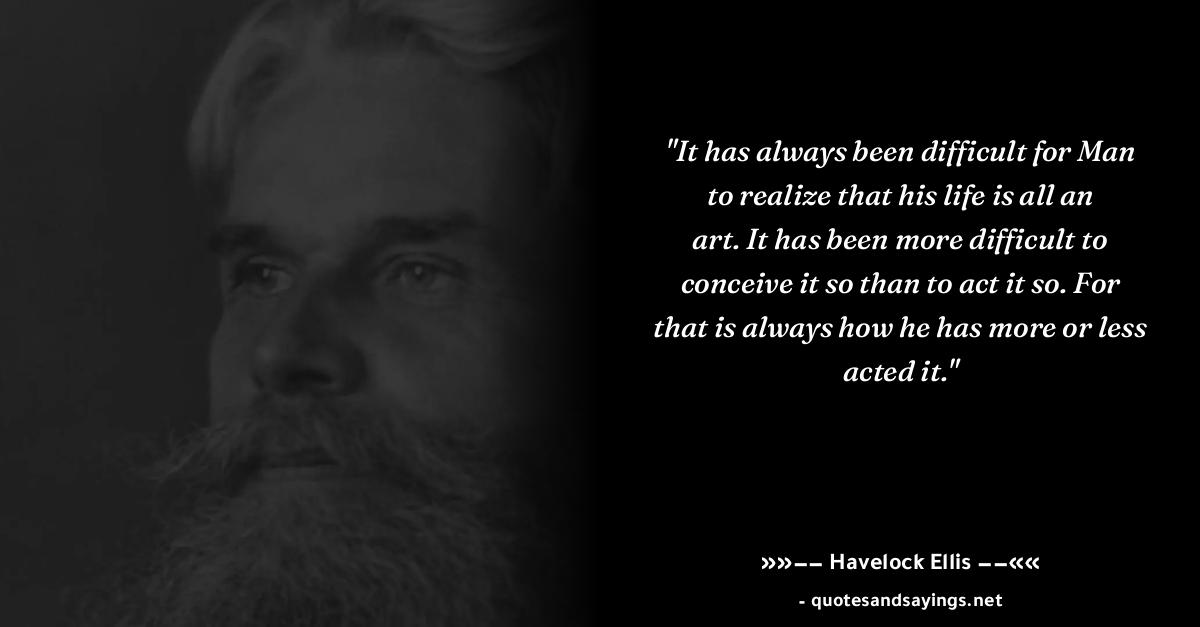 "It has always been difficult for Man
to realize that his life is all an
art. It has been more difficult to
conceive it so than to act it so. For
that is always how he has more or less
acted it."
»»−− Havelock Ellis −−««
- quotesandsayings.net